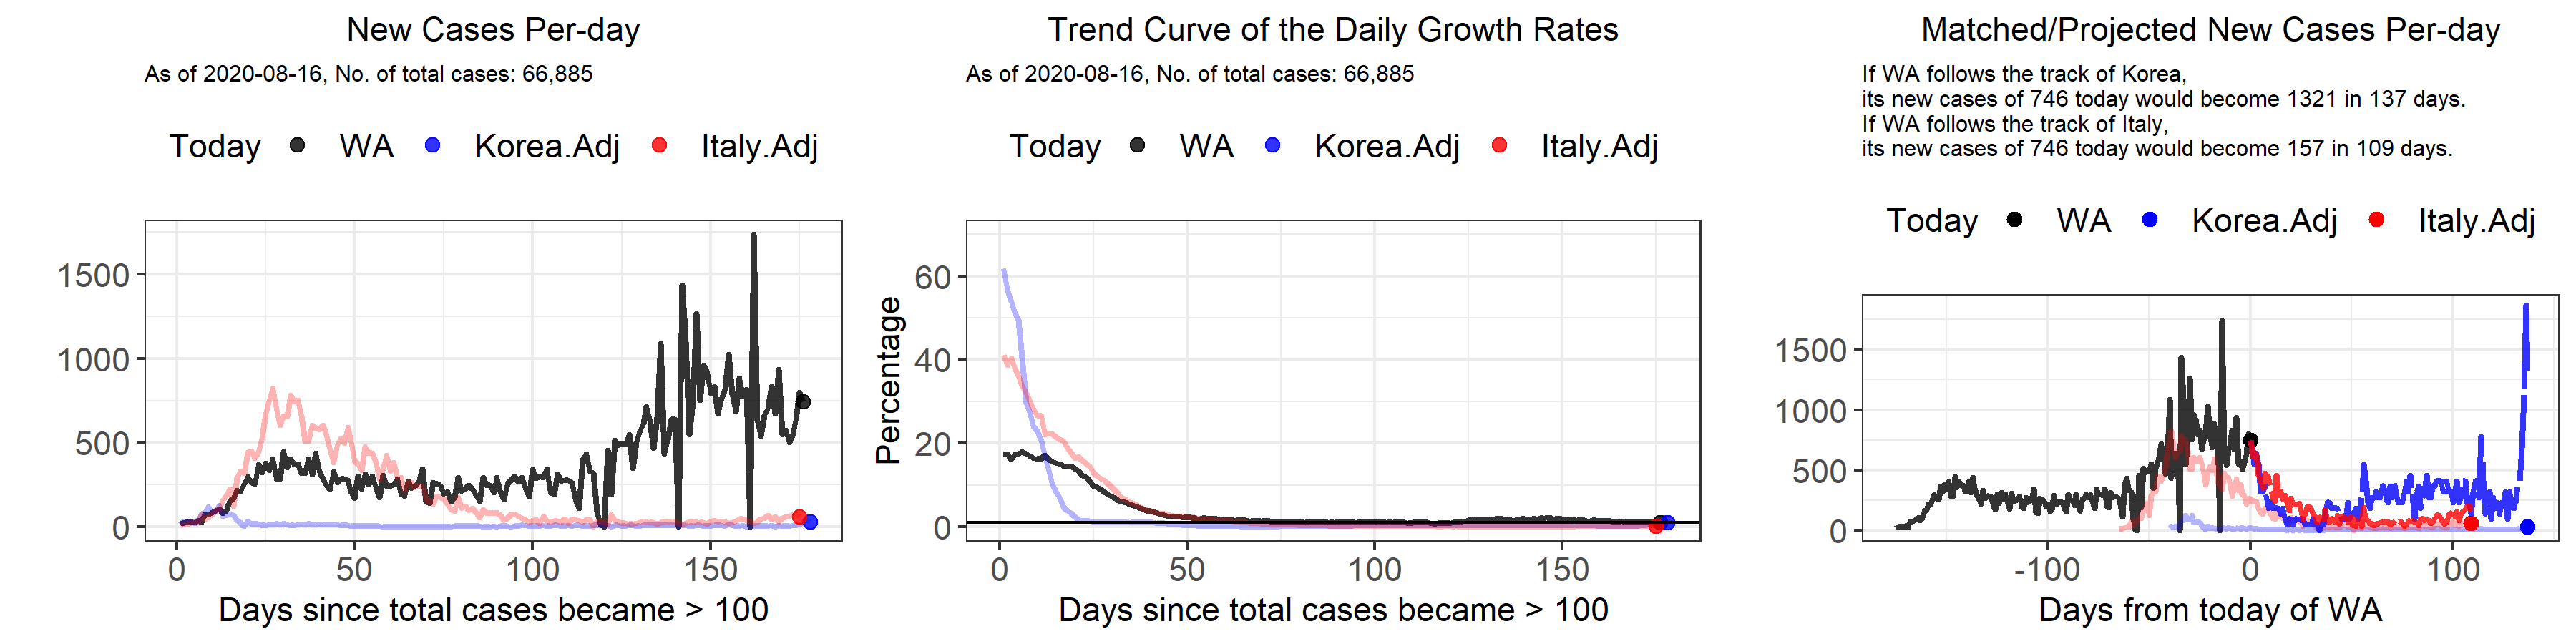 New Cases Per-day
As of 2020-08-16, No. of total cases: 66,885
Today WA Korea.Adj Italy.Adj
1500
1000
500
0
0 50 100 150
Days since total cases became > 100
Trend Curve of the Daily Growth Rates
As of 2020-08-16, No. of total cases: 66,885
Today WA Korea.Adj Italy.Adj
Percentage
60
40
20
0
0 50 100 150
Days since total cases became > 100
Matched/Projected New Cases Per-day
If WA follows the track of Korea,
its new cases of 746 today would become 1321 in 137 days.
If WA follows the track of Italy,
its new cases of 746 today would become 157 in 109 days.
Today WA Korea.Adj Italy.Adj
1500
1000
500
0
-100 0 100
Days from today of WA